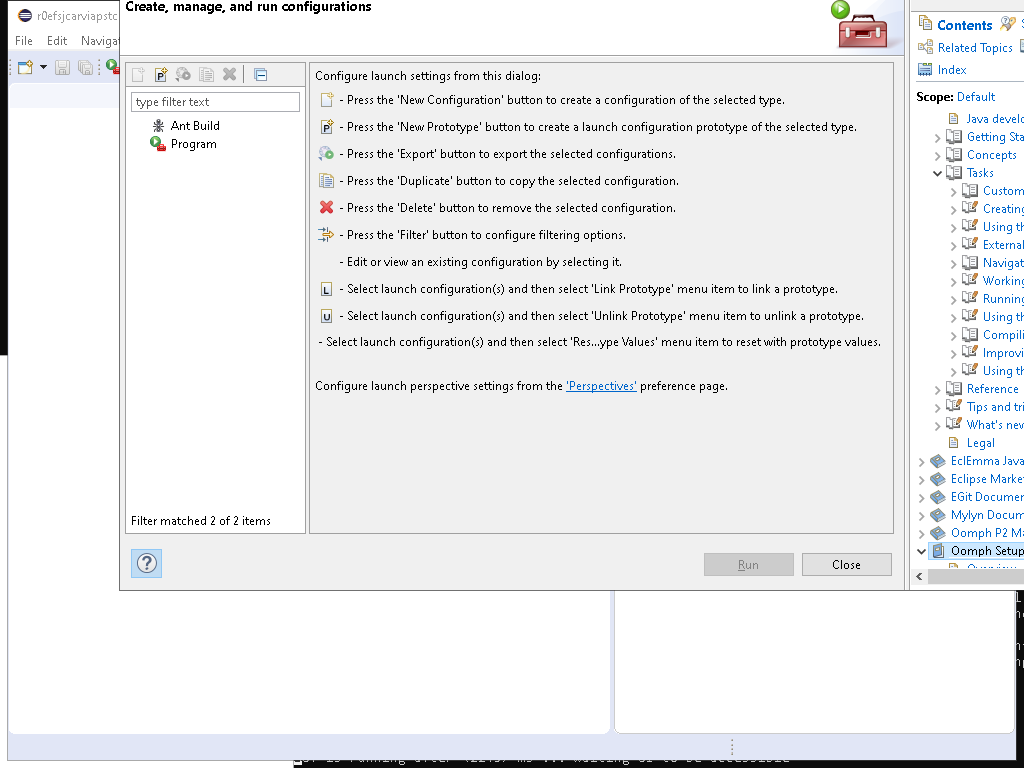 r0efsjcarviapstc
File Edit Navigat
Create, manage, and run configurations
type filter text
Ant Build
Program
Filter matched 2 of 2 items
Configure launch settings from this dialog:
- Press the 'New Configuration' button to create a configuration of the selected type.
- Press the 'New Prototype' button to create a launch configuration prototype of the selected type.
- Press the 'Export' button to export the selected configurations.
- Press the 'Duplicate' button to copy the selected configuration.
- Press the 'Delete' button to remove the selected configuration.
- Press the 'Filter' button to configure filtering options.
- Edit or view an existing configuration by selecting it.
- Select launch configuration(s) and then select 'Link Prototype' menu item to link a prototype.
- Select launch configuration(s) and then select 'Unlink Prototype' menu item to unlink a prototype.
- Select launch configuration(s) and then select 'Res...ype Values' menu item to reset with prototype values.
Configure launch perspective settings from the 'Perspectives' preference page.
Run
Close
Contents
Related Topics
Index
Scope: Default
Java develo
Getting Sta
Concepts
Tasks
Custom
Creating
Using th
External
Navigat
Working
Running
Using th
Compili
Improvi
Using th
Reference
Tips and tri
What's new
Legal
EclEmma Java
Eclipse Marke
EGit Documen
Mylyn Docum
Oomph P2 Ma
Oomph Setup
Overview